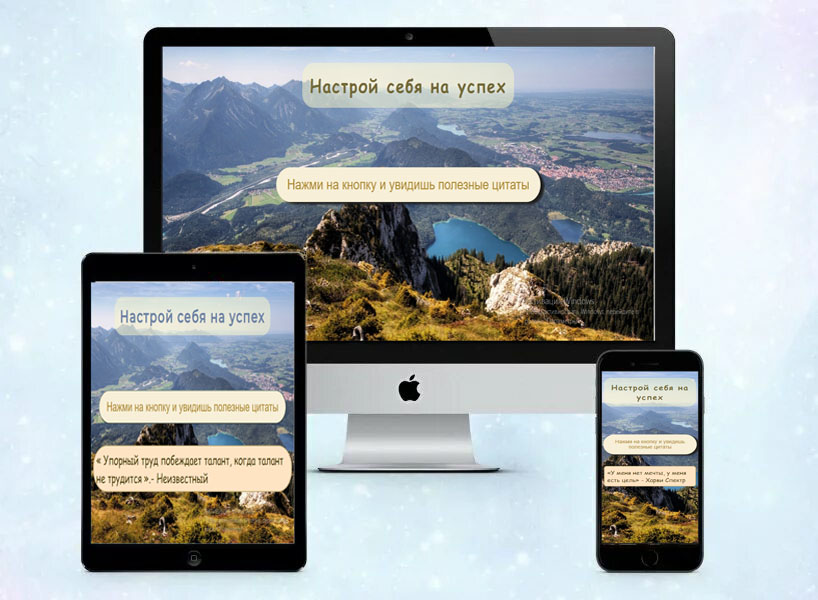 Настрой себя на успех
Нажми на кнопку и увидишь полезные цитаты
Windows
Настрой себя на успех
Нажми на кнопку и увидишь полезные цитаты
« Упорный труд побеждает талант, когда талант
не трудится ».- Неизвестный
Настрой себя на
успех
Нажми на кнопку и увидишь
полезные цитаты
«У меня нет мечты, у меня
есть цель» - Харви Спектр